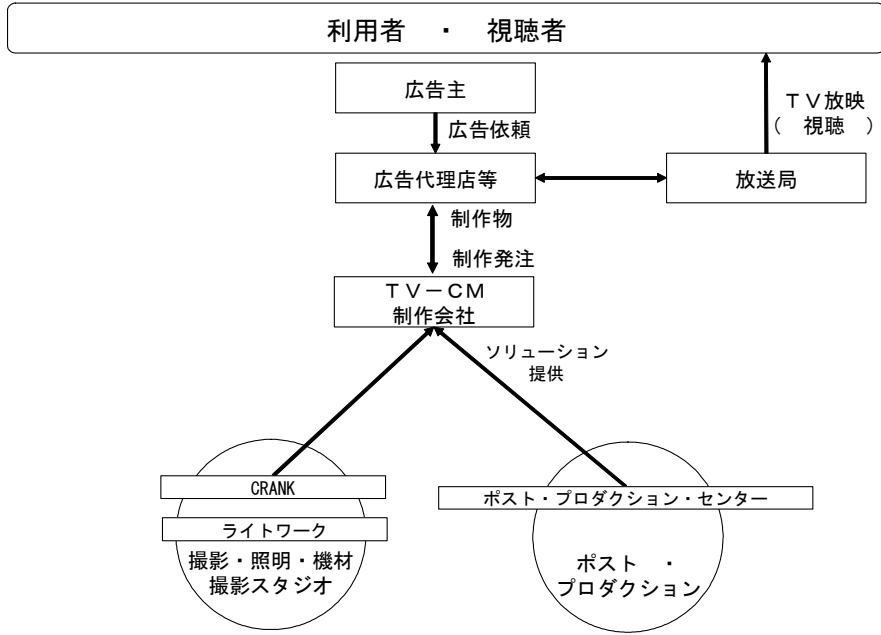 利用者 ・ 視聴者
広告主
広告依頼
ＴＶ放映
（ 視聴 ）
広告代理店等
放送局
制作物
制作発注
ＴＶ－ＣＭ
制作会社
ソリューション
提供
CRANK
ポスト・プロダクション・センター
ライトワーク
撮影・照明・機材
撮影スタジオ
ポスト ・
プロダクション